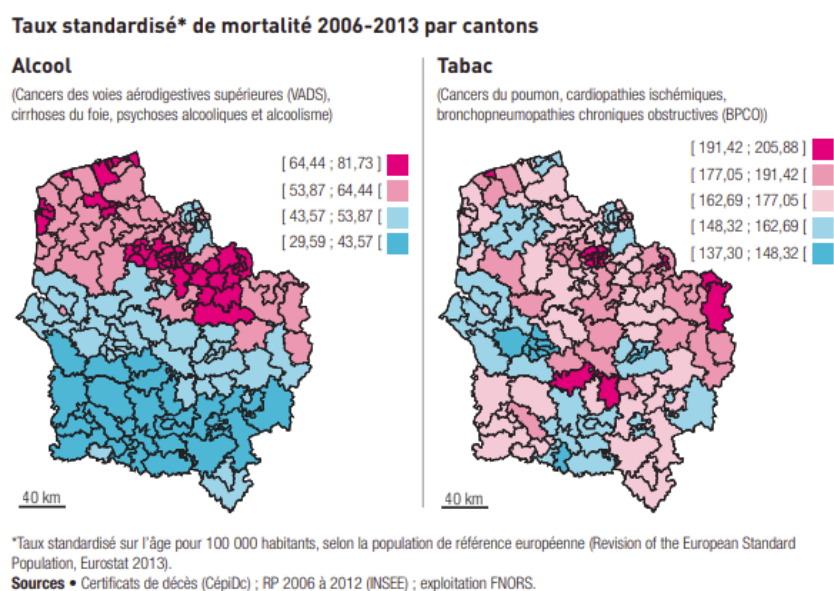 Taux standardisé* de mortalité 2006-2013 par cantons
Alcool
(Cancers des voies aérodigestives supérieures (VADS),
cirrhoses du foie, psychoses alcooliques et alcoolisme)
[ 64,44 ; 81,73 ]
[ 53,87 ; 64,44 [
[ 43,57 ; 53,87 [
[ 29,59 ; 43,57 [
40 km
Tabac
(Cancers du poumon, cardiopathies ischémiques,
bronchopneumopathies chroniques obstructives (BPCO))
[ 191,42 ; 205,88 ]
[ 177,05 ; 191,42 [
[ 162,69 ; 177,05 [
[ 148,32 ; 162,69 [
[ 137,30 ; 148,32 [
40 km
*Taux standardisé sur l'âge pour 100 000 habitants, selon la population de référence européenne (Revision of the European Standard
Population, Eurostat 2013).
Sources • Certificats de décès (CépiDc) ; RP 2006 à 2012 (INSEE) ; exploitation FNORS.